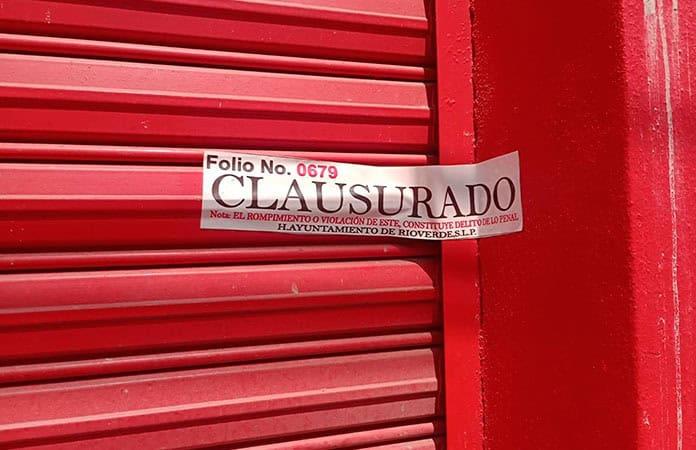 Folio No. 0679
CLAUSURADO
Nota: EL ROMPIMIENTO O VIOLACIÓN DE ESTE, CONSTITUYE DELITO DE LO PENAL
H.AYUNTAMIENTO DE RIOVERDE,S.L.P.